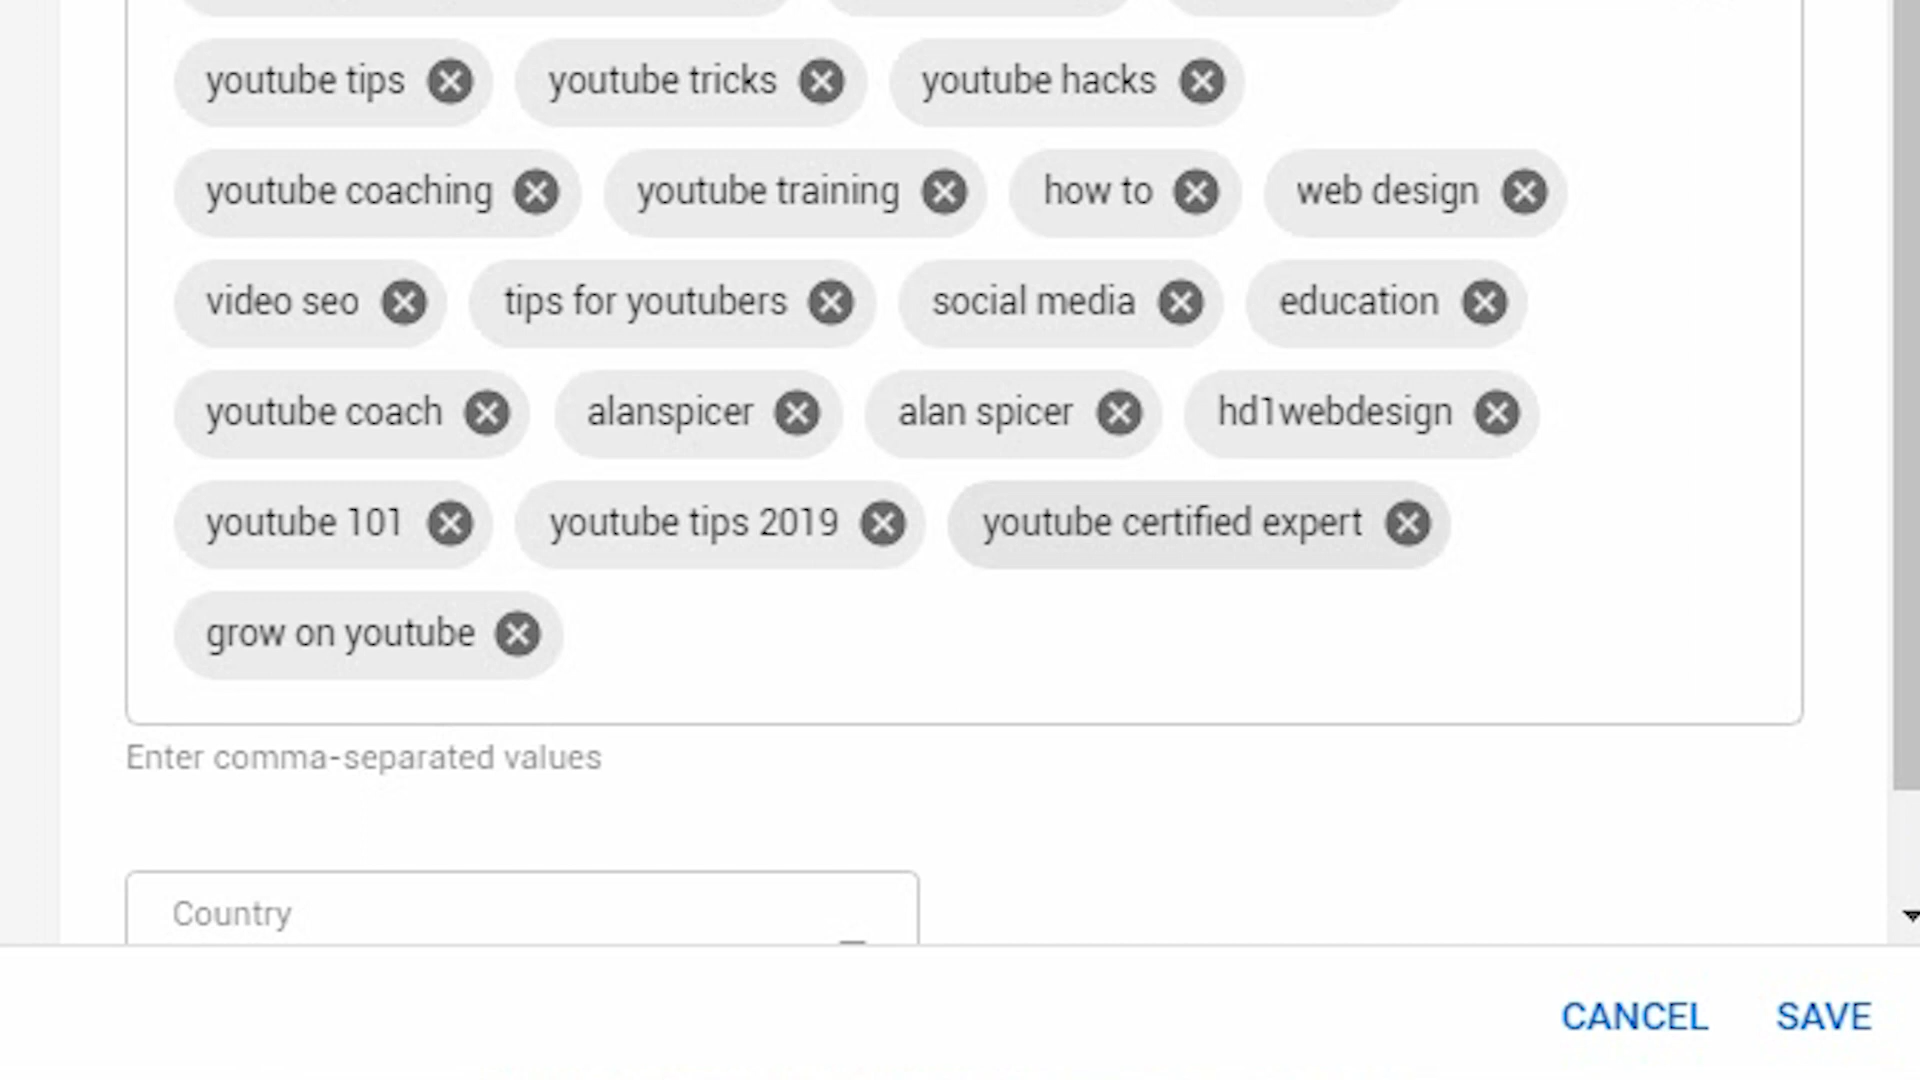 youtube tips youtube tricks youtube hacks
youtube coaching youtube training how to web design
video seo tips for youtubers social media education
youtube coach alanspicer alan spicer hd1webdesign
youtube 101 youtube tips 2019 youtube certified expert
grow on youtube
Enter comma-separated values
Country
CANCEL SAVE